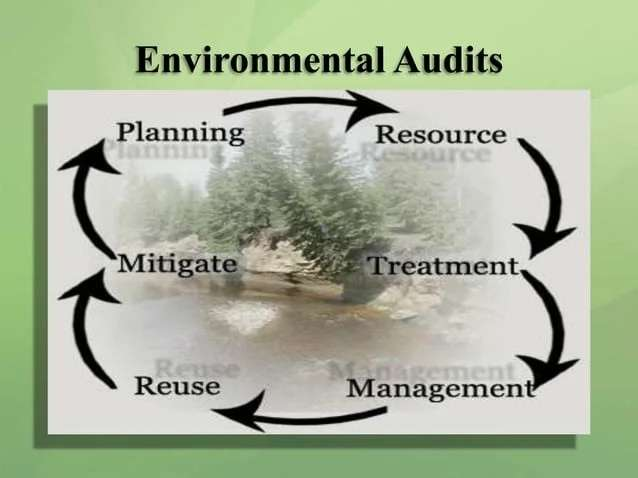 Environmental Audits
Planning
Resource
Mitigate
Treatment
Reuse
Management